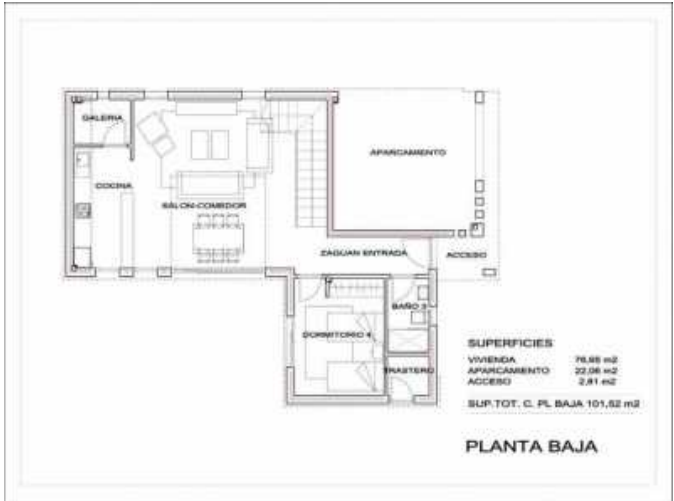 GALERIA
APARCAMIENTO
COCINA
SALON-COMEDOR
ZAGUAN ENTRADA
ACCESO
BAÑO 3
DORMITORIO 4
TRASTERO
SUPERFICIES
VIVIENDA 76,65 m2
APARCAMIENTO 22,06 m2
ACCESO 2,81 m2
SUP.TOT. C. PL BAJA 101,52 m2
PLANTA BAJA